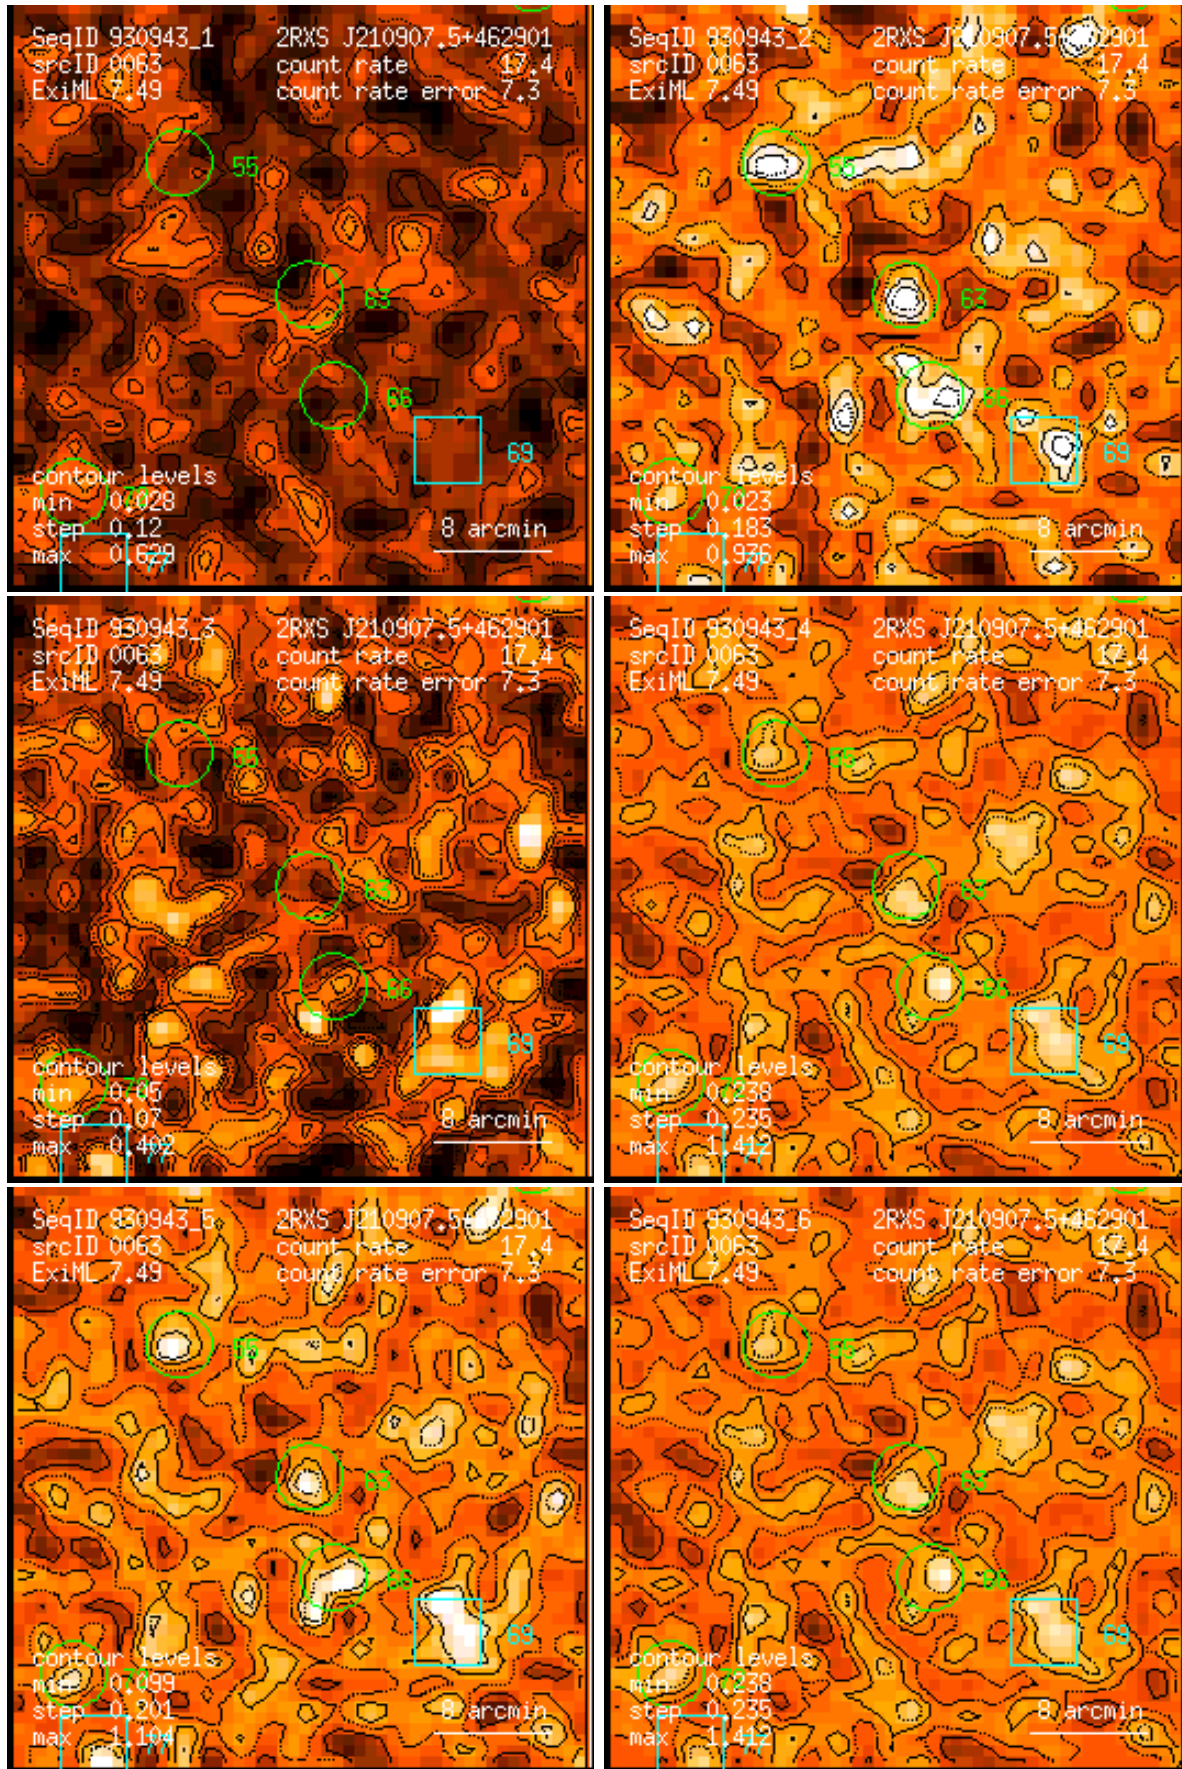 SeqID 930943_1 2RXS J210907.5+462901
srcID 0063 count rate 17.4
ExiML 7.49 count rate error 7.3
55
63
66
69
contour levels
min 0.028
step 0.12
max 0.629
77
8 arcmin
SeqID 930943_2 2RXS J210907.5+462901
srcID 0063 count rate 17.4
ExiML 7.49 count rate error 7.3
55
63
66
69
contour levels
min 0.023
step 0.183
max 0.936
77
8 arcmin
SeqID 930943_3 2RXS J210907.5+462901
srcID 0063 count rate 17.4
ExiML 7.49 count rate error 7.3
55
63
66
69
contour levels
min 0.05
step 0.07
max 0.402
77
8 arcmin
SeqID 930943_4 2RXS J210907.5+462901
srcID 0063 count rate 17.4
ExiML 7.49 count rate error 7.3
55
63
66
69
contour levels
min 0.238
step 0.235
max 1.412
77
8 arcmin
SeqID 930943_5 2RXS J210907.5+462901
srcID 0063 count rate 17.4
ExiML 7.49 count rate error 7.3
55
63
66
69
contour levels
min 0.099
step 0.201
max 1.104
77
8 arcmin
SeqID 930943_6 2RXS J210907.5+462901
srcID 0063 count rate 17.4
ExiML 7.49 count rate error 7.3
55
63
66
69
contour levels
min 0.238
step 0.235
max 1.412
77
8 arcmin